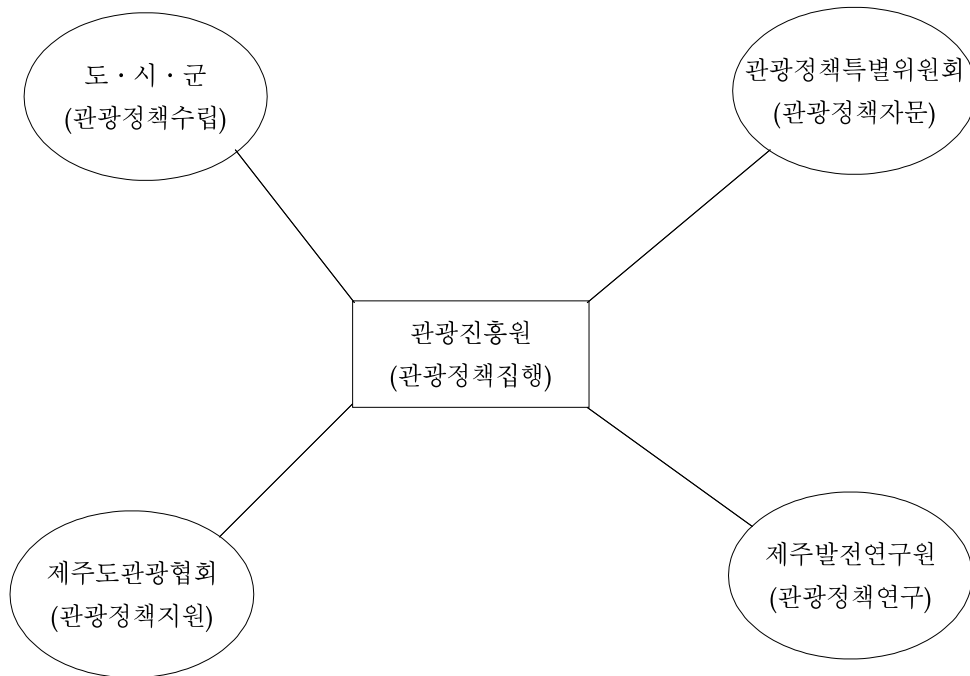 도 · 시 · 군
(관광정책수립)
관광정책특별위원회
(관광정책자문)
관광진흥원
(관광정책집행)
제주도관광협회
(관광정책지원)
제주발전연구원
(관광정책연구)